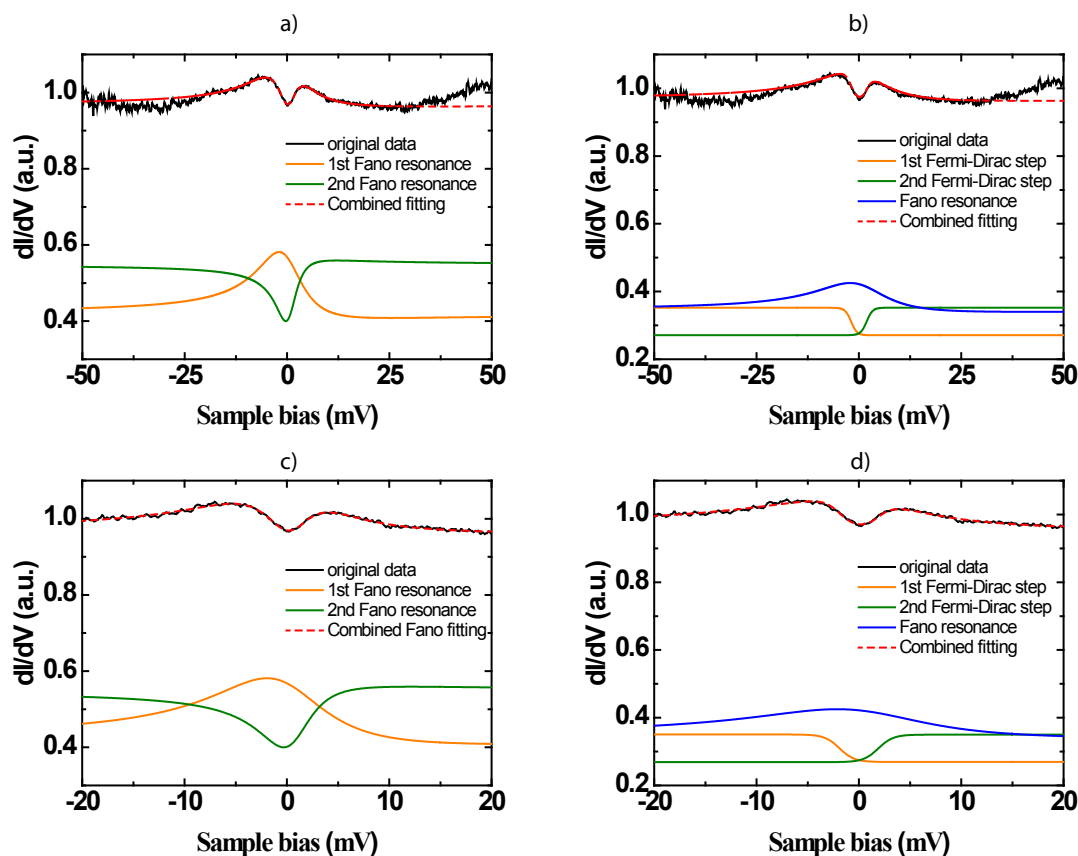 a)
1.0
0.8
0.6
0.4
dI/dV (a.u.)
original data
1st Fano resonance
2nd Fano resonance
Combined fitting
-50 -25 0 25 50
Sample bias (mV)
b)
1.0
0.8
0.6
0.4
0.2
dI/dV (a.u.)
original data
1st Fermi-Dirac step
2nd Fermi-Dirac step
Fano resonance
Combined fitting
-50 -25 0 25 50
Sample bias (mV)
c)
1.0
0.8
0.6
0.4
dI/dV (a.u.)
original data
1st Fano resonance
2nd Fano resonance
Combined Fano fitting
-20 -10 0 10 20
Sample bias (mV)
d)
1.0
0.8
0.6
0.4
0.2
dI/dV (a.u.)
original data
1st Fermi-Dirac step
2nd Fermi-Dirac step
Fano resonance
Combined fitting
-20 -10 0 10 20
Sample bias (mV)